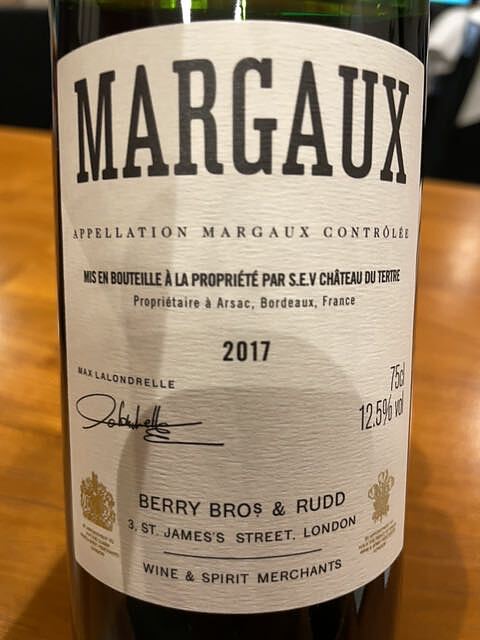 MARGAUX
APPELLATION MARGAUX CONTRÔLÉE
MIS EN BOUTEILLE À LA PROPRIÉTÉ PAR S.E.V CHÂTEAU DU TERTRE
Propriétaire à Arsac, Bordeaux, France
2017
MAX LALONDRELLE
75cl
12.5% vol
BERRY BROS & RUDD
3, ST. JAMES'S STREET, LONDON
WINE & SPIRIT MERCHANTS